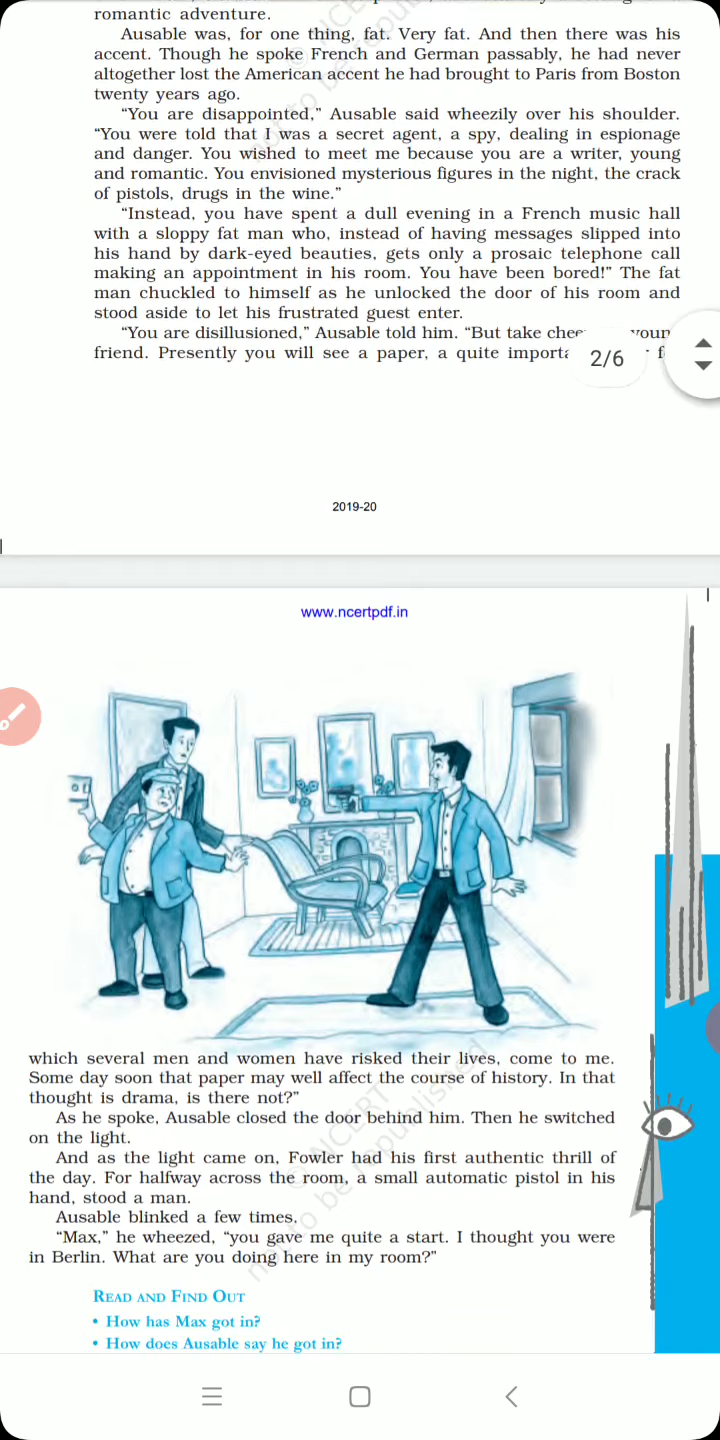 romantic adventure.
Ausable was, for one thing, fat. Very fat. And then there was his
accent. Though he spoke French and German passably, he had never
altogether lost the American accent he had brought to Paris from Boston
twenty years ago.
“You are disappointed,” Ausable said wheezily over his shoulder.
“You were told that I was a secret agent, a spy, dealing in espionage
and danger. You wished to meet me because you are a writer, young
and romantic. You envisioned mysterious figures in the night, the crack
of pistols, drugs in the wine.”
“Instead, you have spent a dull evening in a French music hall
with a sloppy fat man who, instead of having messages slipped into
his hand by dark-eyed beauties, gets only a prosaic telephone call
making an appointment in his room. You have been bored!” The fat
man chuckled to himself as he unlocked the door of his room and
stood aside to let his frustrated guest enter.
“You are disillusioned,” Ausable told him. “But take
friend. Presently you will see a paper, a quite
2/6
2019-20
www.ncertpdf.in
which several men and women have risked their lives, come to me.
Some day soon that paper may well affect the course of history. In that
thought is drama, is there not?”
As he spoke, Ausable closed the door behind him. Then he switched
on the light.
And as the light came on, Fowler had his first authentic thrill of
the day. For halfway across the room, a small automatic pistol in his
hand, stood a man.
Ausable blinked a few times.
“Max,” he wheezed, “you gave me quite a start. I thought you were
in Berlin. What are you doing here in my room?”
© NCERT
not to be republished
READ AND FIND OUT
• How has Max got in?
• How does Ausable say he got in?